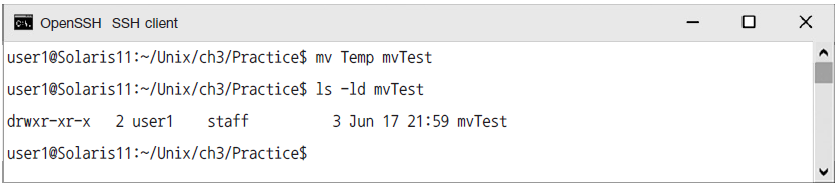 OpenSSH SSH client
user1@Solaris11:~/Unix/ch3/Practice$ mv Temp mvTest
user1@Solaris11:~/Unix/ch3/Practice$ ls -ld mvTest
drwxr-xr-x   2 user1    staff          3 Jun 17 21:59 mvTest
user1@Solaris11:~/Unix/ch3/Practice$